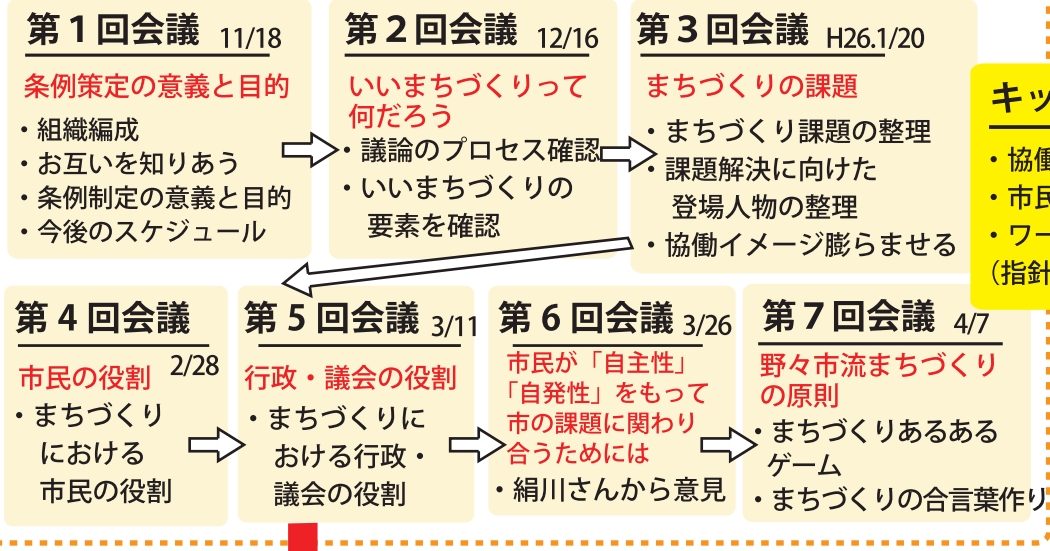 第1回会議 11/18
条例策定の意義と目的
・組織編成
・お互いを知りあう
・条例制定の意義と目的
・今後のスケジュール
第2回会議 12/16
いいまちづくりって
何だろう
・議論のプロセス確認
・いいまちづくりの
要素を確認
第3回会議 H26.1/20
まちづくりの課題
・まちづくり課題の整理
・課題解決に向けた
登場人物の整理
・協働イメージ膨らませる
キッ
・協働
・市民
・ワー
（指針
第4回会議
2/28
市民の役割
・まちづくり
における
市民の役割
第5回会議 3/11
行政・議会の役割
・まちづくりに
おける行政・
議会の役割
第6回会議 3/26
市民が「自主性」
「自発性」をもって
市の課題に関わり
合うためには
・絹川さんから意見
第7回会議 4/7
野々市流まちづくり
の原則
・まちづくりあるある
ゲーム
・まちづくりの合言葉作り